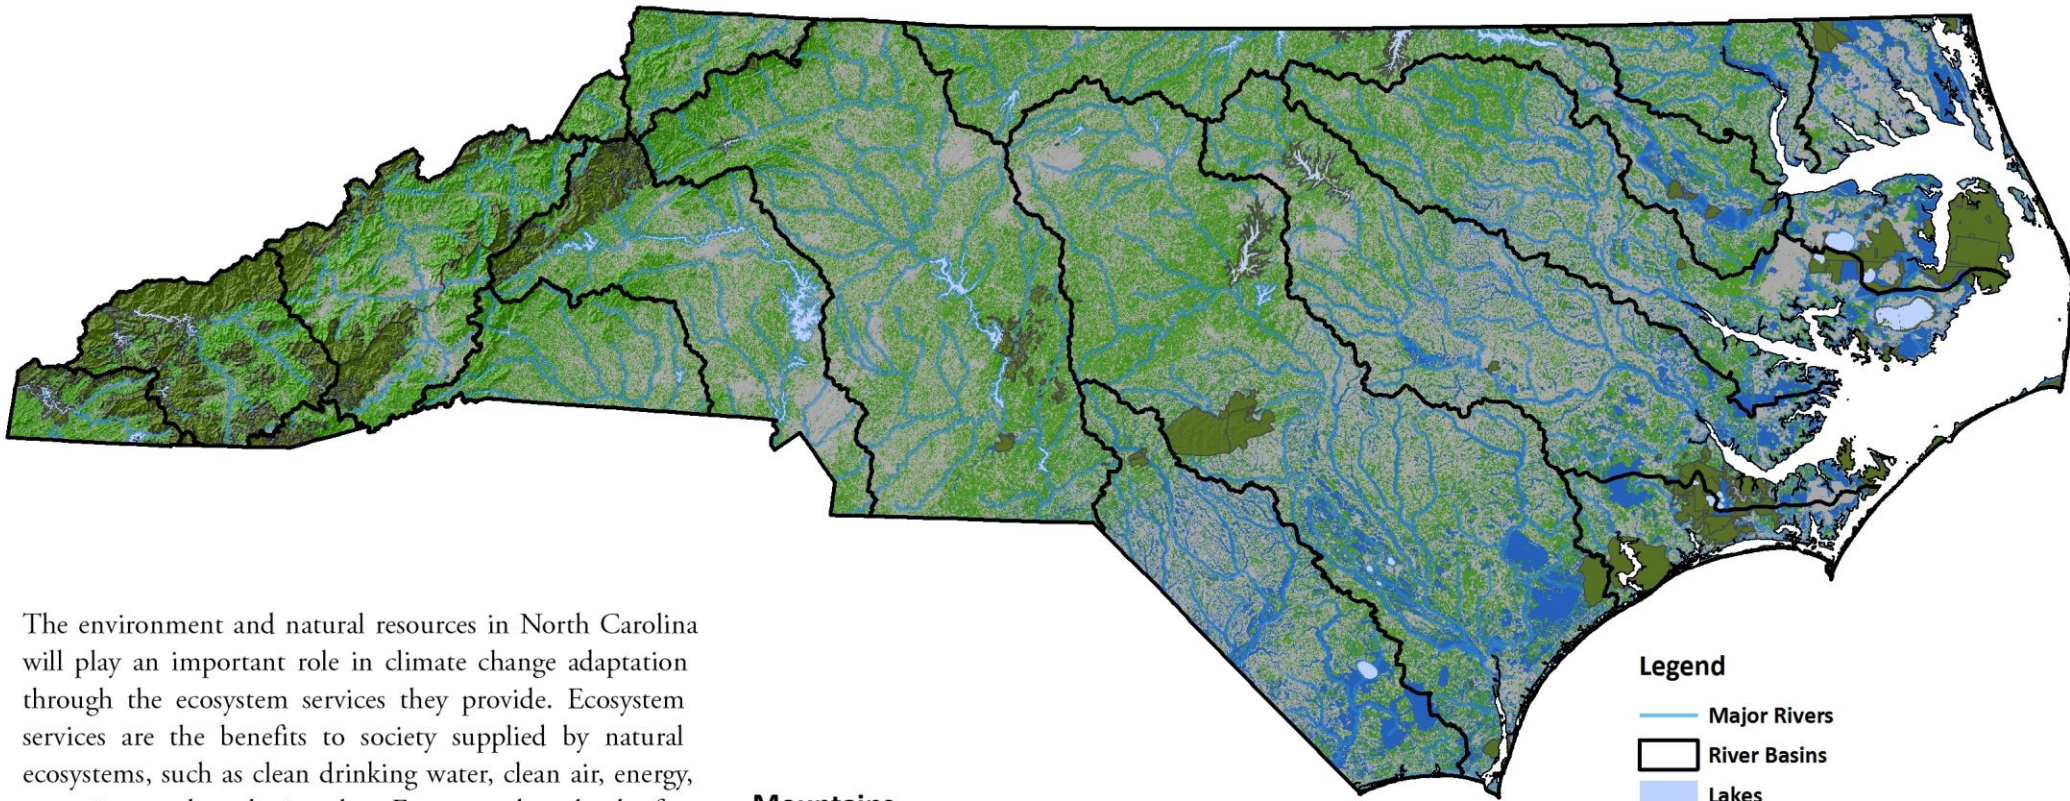 The environment and natural resources in North Carolina
will play an important role in climate change adaptation
through the ecosystem services they provide. Ecosystem
services are the benefits to society supplied by natural
ecosystems, such as clean drinking water, clean air, energy,
Mountains
Legend
Major Rivers
River Basins
Lakes